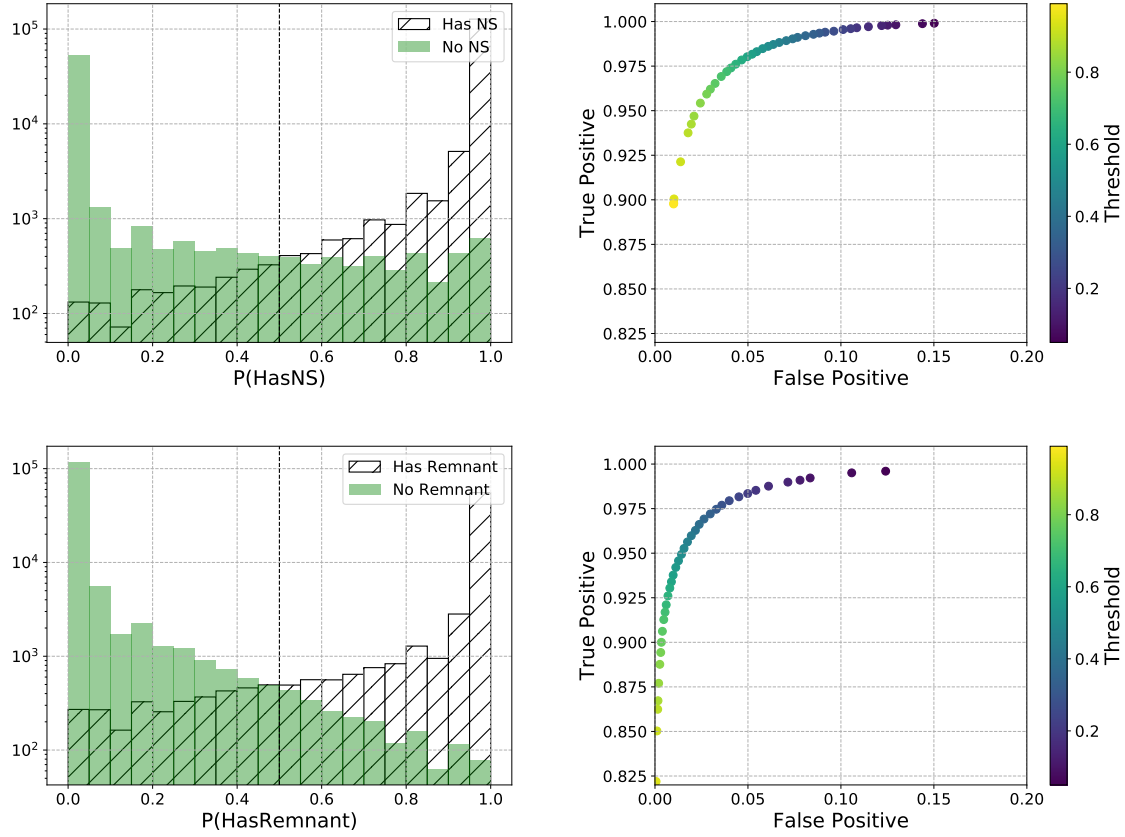 Has NS
No NS
10^5
10^4
10^3
10^2
0.0 0.2 0.4 0.6 0.8 1.0
P(HasNS)
True Positive
1.000
0.975
0.950
0.925
0.900
0.875
0.850
0.825
0.00 0.05 0.10 0.15 0.20
False Positive
0.8
0.6
0.4
0.2
Threshold
Has Remnant
No Remnant
10^5
10^4
10^3
10^2
0.0 0.2 0.4 0.6 0.8 1.0
P(HasRemnant)
True Positive
1.000
0.975
0.950
0.925
0.900
0.875
0.850
0.825
0.00 0.05 0.10 0.15 0.20
False Positive
0.8
0.6
0.4
0.2
Threshold